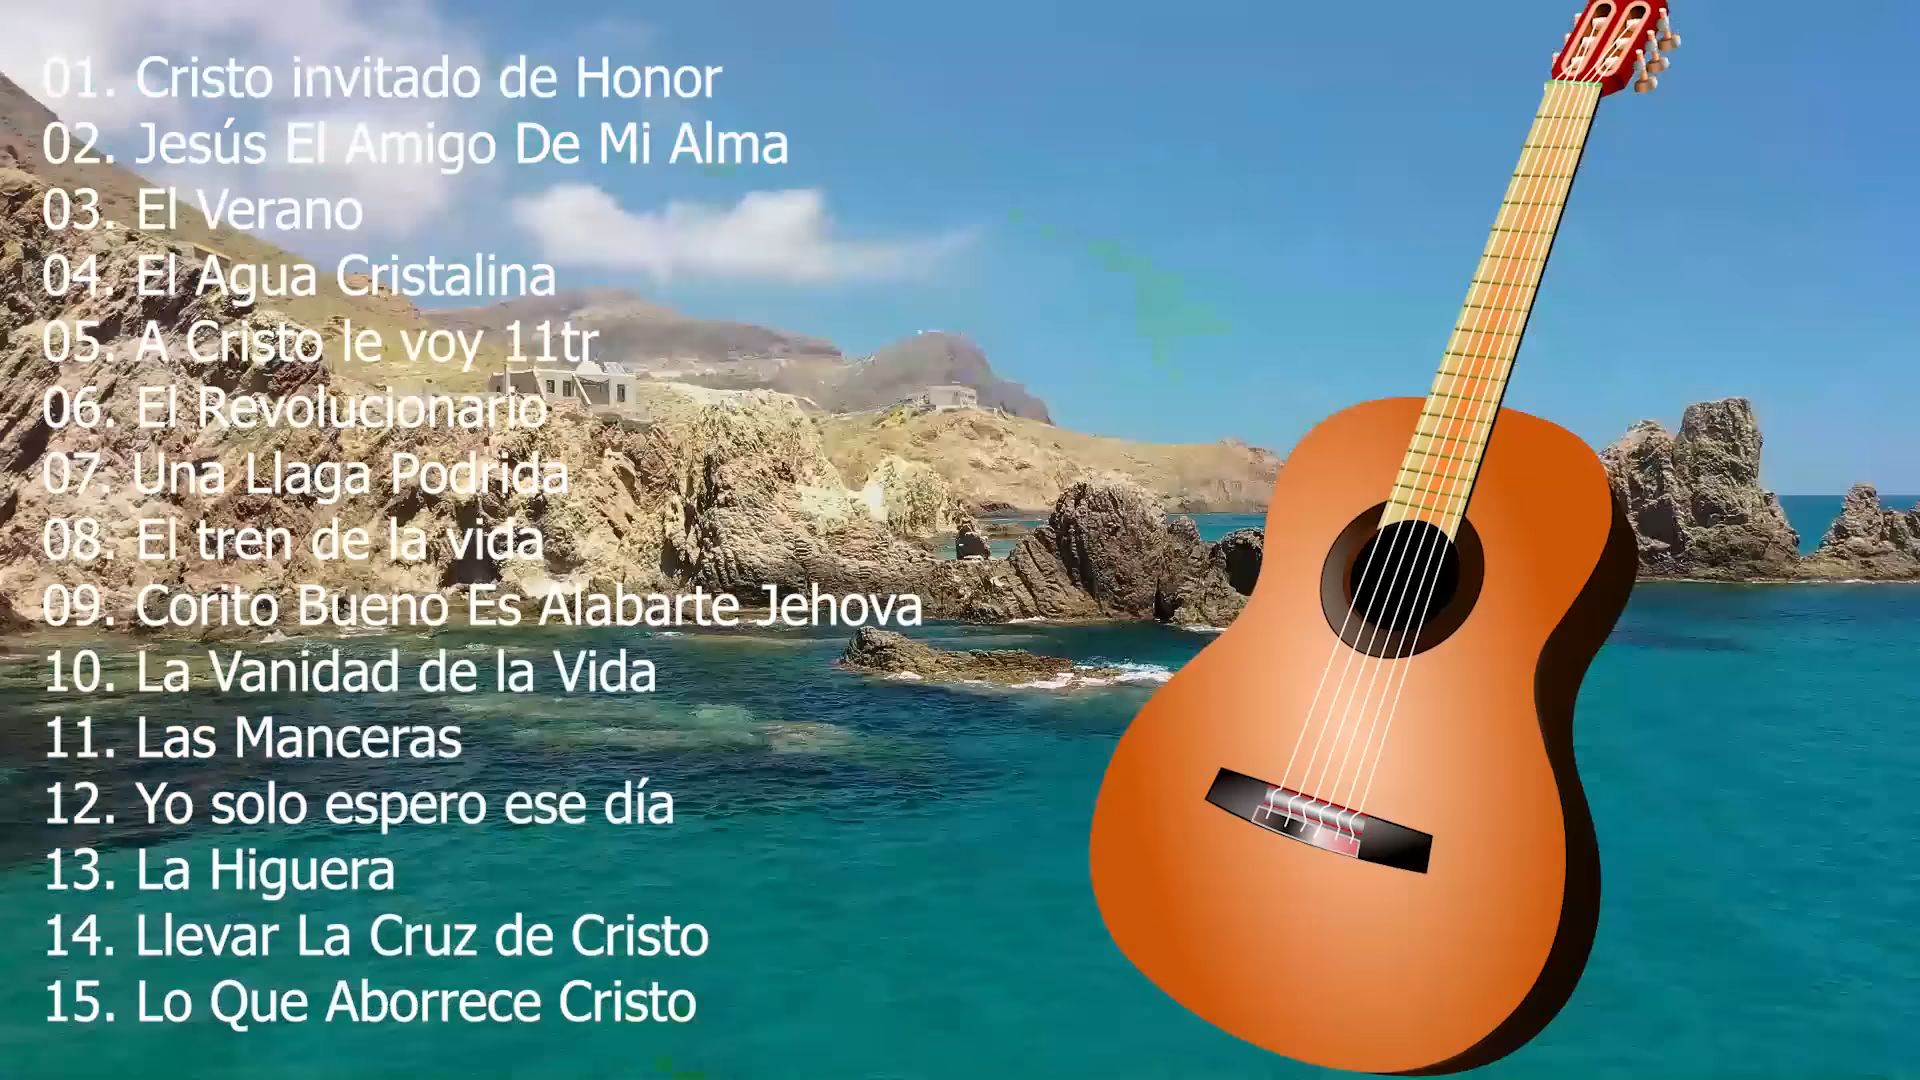 01. Cristo invitado de Honor
02. Jesús El Amigo De Mi Alma
03. El Verano
04. El Agua Cristalina
05. A Cristo le voy 11tr
06. El Revolucionario
07. Una Llaga Podrida
08. El tren de la vida
09. Corito Bueno Es Alabarte Jehova
10. La Vanidad de la Vida
11. Las Manceras
12. Yo solo espero ese día
13. La Higuera
14. Llevar La Cruz de Cristo
15. Lo Que Aborrece Cristo